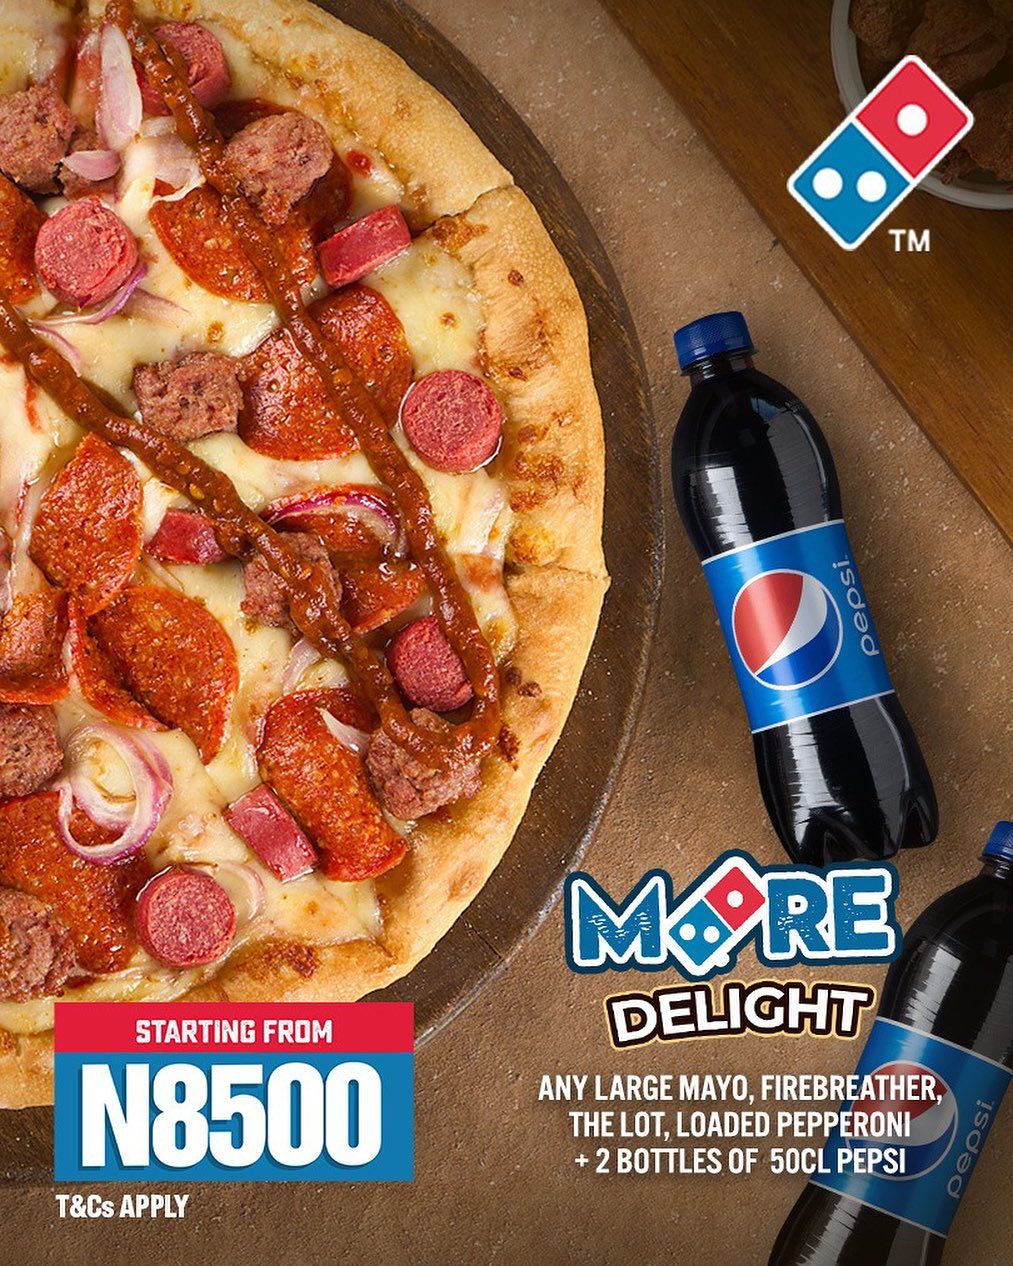 TM
pepsi
MORE
DELIGHT
ANY LARGE MAYO, FIREBREATHER,
THE LOT, LOADED PEPPERONI
+ 2 BOTTLES OF 50CL PEPSI
pepsi
STARTING FROM
N8500
T&Cs APPLY